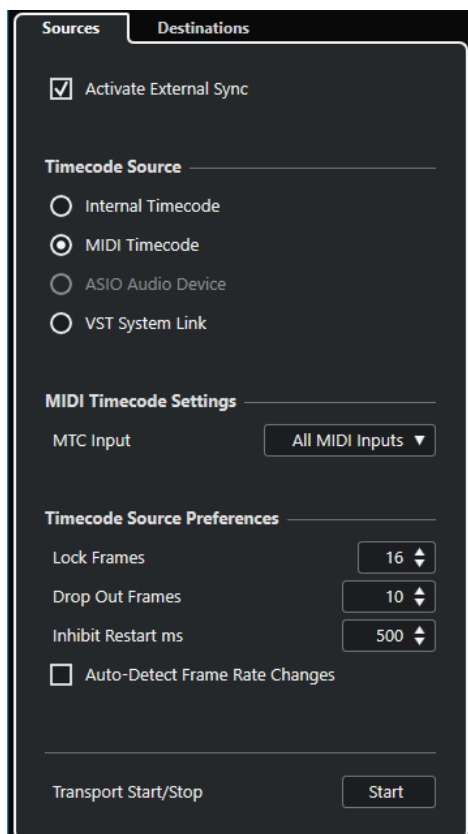 Sources Destinations
Activate External Sync
Timecode Source
Internal Timecode
MIDI Timecode
ASIO Audio Device
VST System Link
MIDI Timecode Settings
MTC Input All MIDI Inputs
Timecode Source Preferences
Lock Frames 16
Drop Out Frames 10
Inhibit Restart ms 500
Auto-Detect Frame Rate Changes
Transport Start/Stop Start